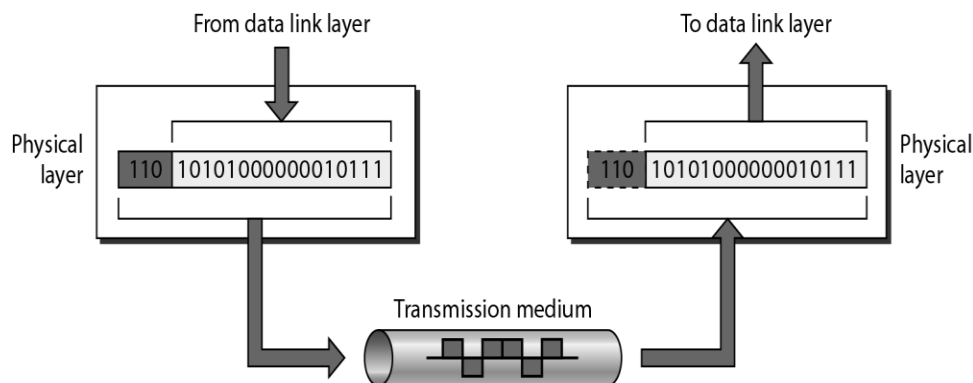 From data link layer
To data link layer
Physical
layer
110 10101000000010111
110 10101000000010111
Physical
layer
Transmission medium